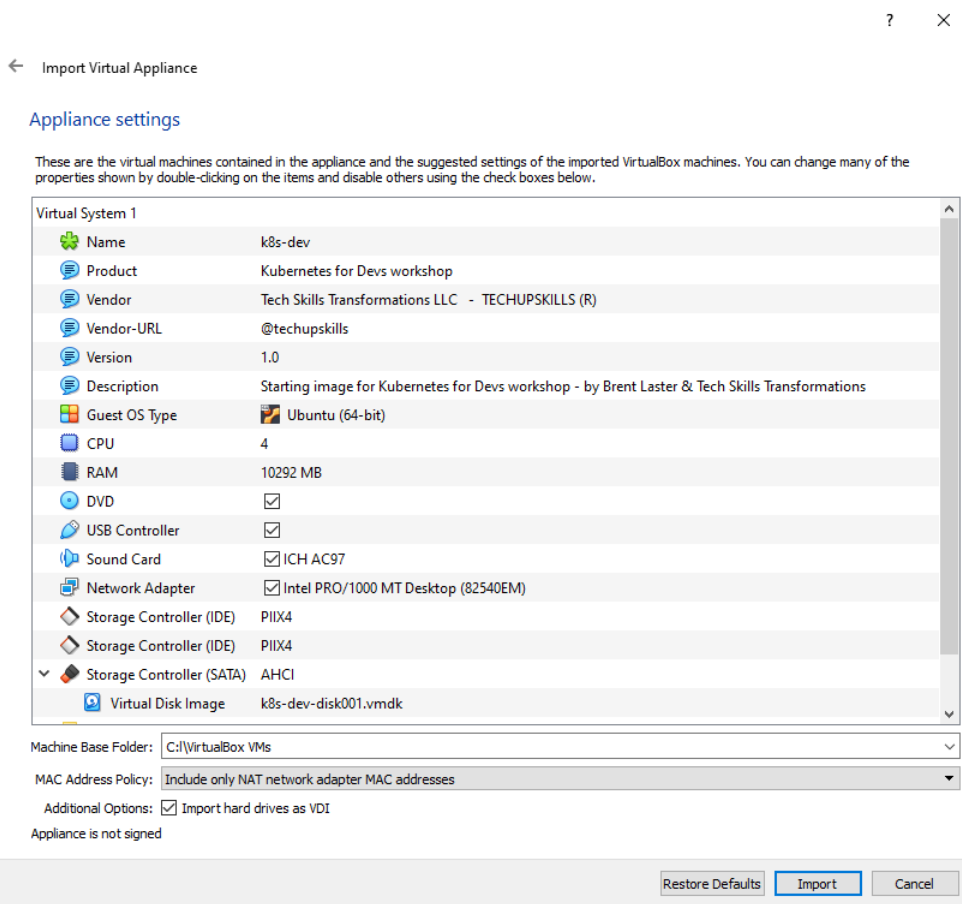 ?
Import Virtual Appliance
Appliance settings
These are the virtual machines contained in the appliance and the suggested settings of the imported VirtualBox machines. You can change many of the
properties shown by double-clicking on the items and disable others using the check boxes below.
Virtual System 1
Name k8s-dev
Product Kubernetes for Devs workshop
Vendor Tech Skills Transformations LLC - TECHUPSKILLS (R)
Vendor-URL @techupskills
Version 1.0
Description Starting image for Kubernetes for Devs workshop - by Brent Laster & Tech Skills Transformations
Guest OS Type Ubuntu (64-bit)
CPU 4
RAM 10292 MB
DVD
USB Controller
Sound Card ICH AC97
Network Adapter Intel PRO/1000 MT Desktop (82540EM)
Storage Controller (IDE) PIIX4
Storage Controller (IDE) PIIX4
Storage Controller (SATA) AHCI
Virtual Disk Image k8s-dev-disk001.vmdk
Machine Base Folder: C:l\VirtualBox VMs
MAC Address Policy: Include only NAT network adapter MAC addresses
Additional Options: Import hard drives as VDI
Appliance is not signed
Restore Defaults Import Cancel